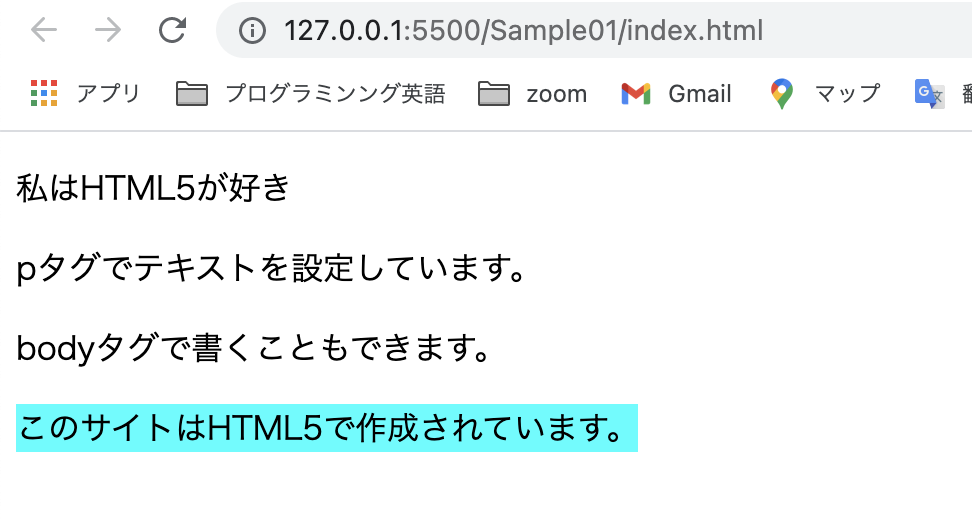 127.0.0.1:5500/Sample01/index.html
アプリ プログラミンング英語 zoom Gmail マップ
私はHTML5が好き
pタグでテキストを設定しています。
bodyタグで書くこともできます。
このサイトはHTML5で作成されています。